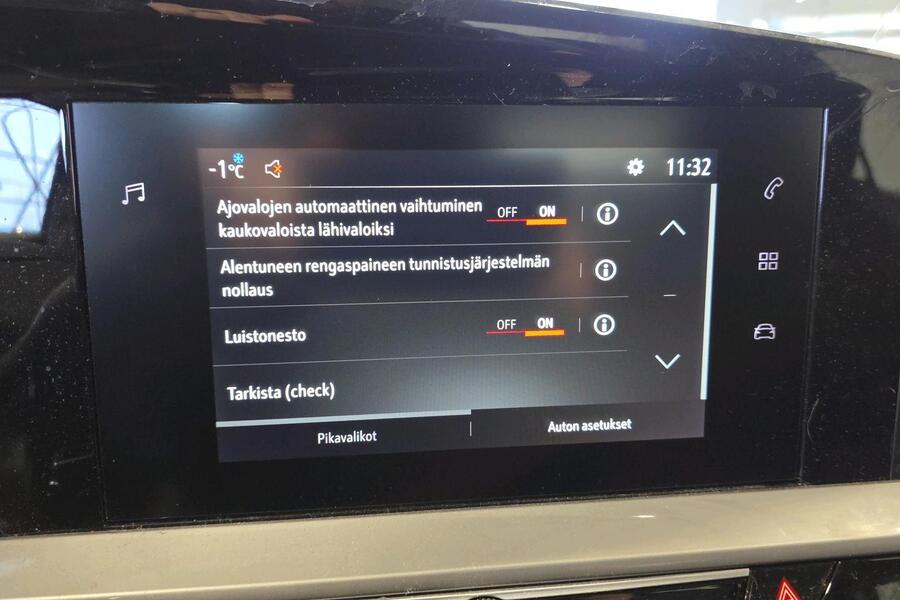 -1°C 11:32
Ajovalojen automaattinen vaihtuminen
kaukovaloista lähivaloiksi
OFF ON
Alentuneen rengaspaineen tunnistusjärjestelmän
nollaus
Luistonesto OFF ON
Tarkista (check)
Pikavalikot Auton asetukset